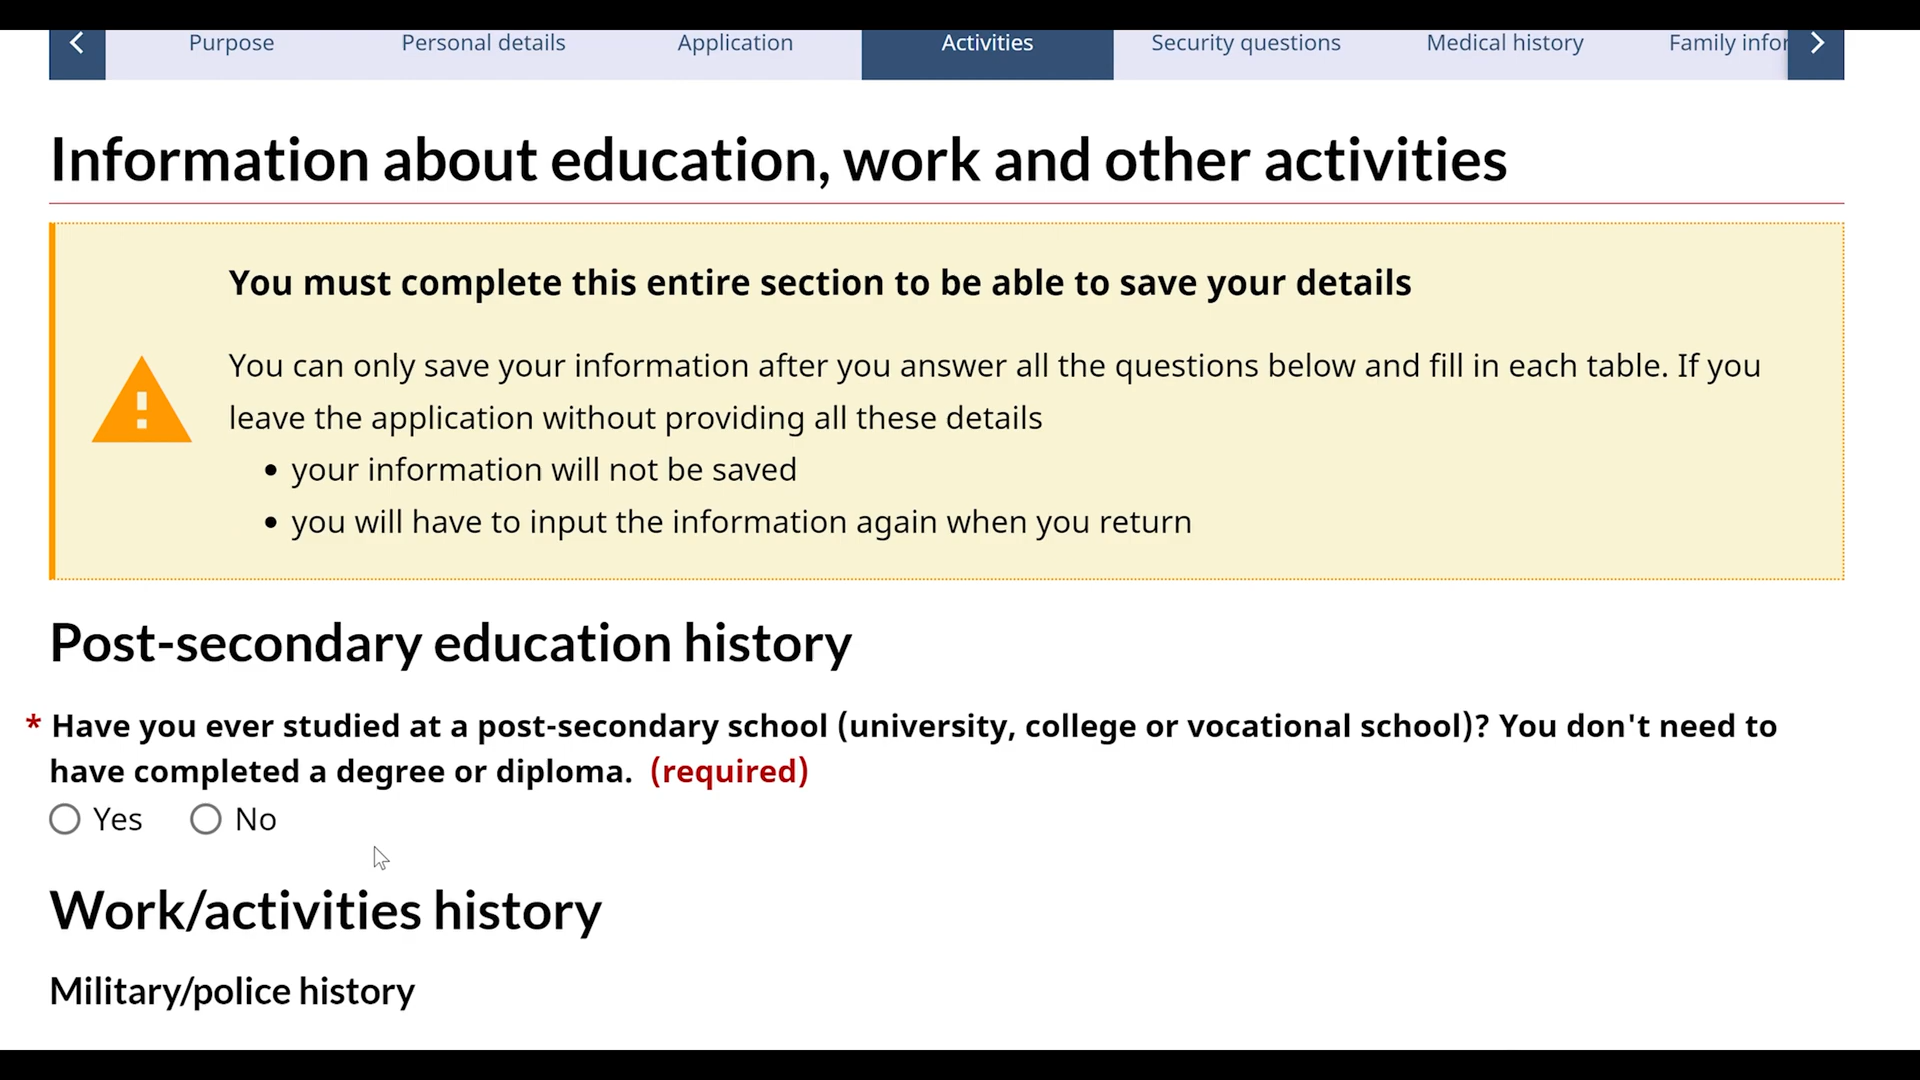 Purpose Personal details Application Activities Security questions Medical history Family infor
Information about education, work and other activities
You must complete this entire section to be able to save your details
You can only save your information after you answer all the questions below and fill in each table. If you
leave the application without providing all these details
• your information will not be saved
• you will have to input the information again when you return
Post-secondary education history
* Have you ever studied at a post-secondary school (university, college or vocational school)? You don't need to
have completed a degree or diploma. (required)
Yes No
Work/activities history
Military/police history